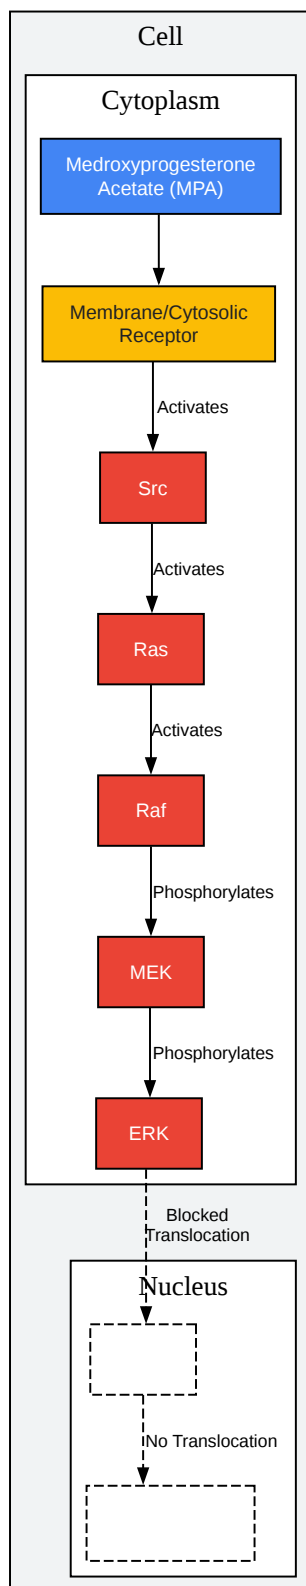 Cell
Cytoplasm
Medroxyprogesterone
Acetate (MPA)
Membrane/Cytosolic
Receptor
Activates
Src
Activates
Ras
Activates
Raf
Phosphorylates
MEK
Phosphorylates
ERK
Blocked
Translocation
Nucleus
No Translocation